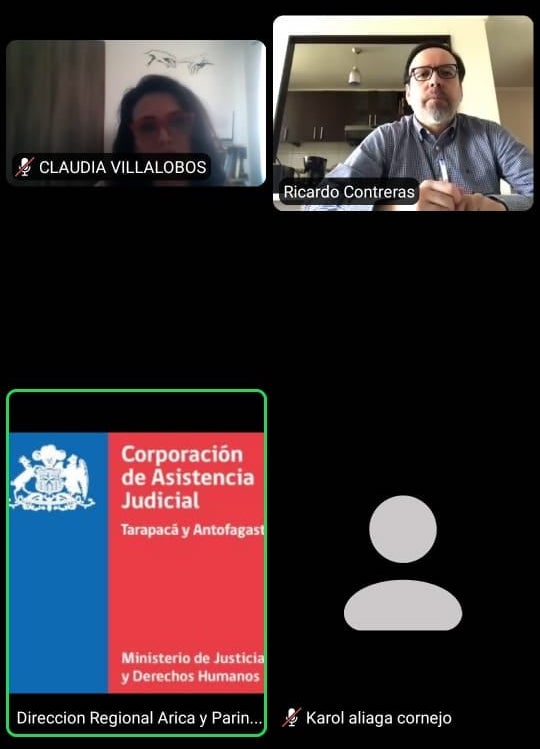 CLAUDIA VILLALOBOS
Ricardo Contreras
Corporación
de Asistencia
Judicial
Tarapacá y Antofagast
Ministerio de Justicia
y Derechos Humanos
Direccion Regional Arica y Parin...
Karol aliaga cornejo